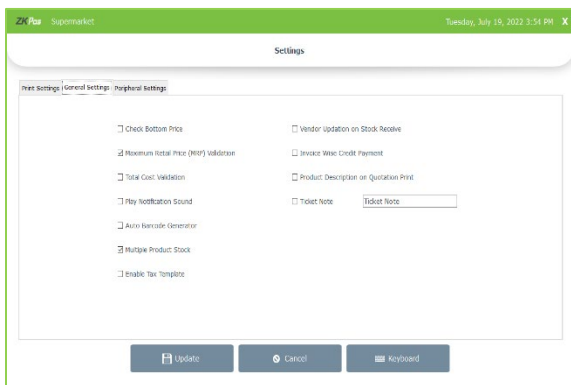 ZKPos Supermarket Tuesday, July 19, 2022 3:54 PM X
Settings
Print Settings General Settings Peripheral Settings
Check Bottom Price
Vendor Updation on Stock Receive
Maximum Retail Price (MRP) Validation
Invoice Wise Credit Payment
Total Cost Validation
Product Description on Quotation Print
Play Notification Sound
Ticket Note Ticket Note
Auto Barcode Generator
Multiple Product Stock
Enable Tax Template
Update Cancel Keyboard